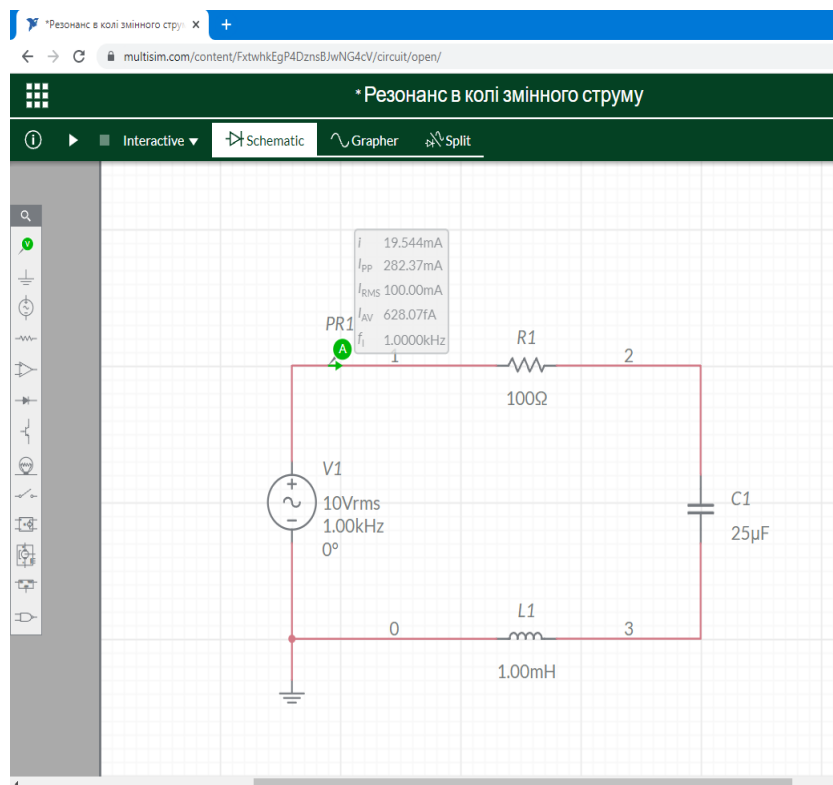 *Резонанс в колі змінного стру
multisim.com/content/FxtwhkEgP4DznsBJwNG4cV/circuit/open/
*Резонанс в колі змінного струму
Interactive Schematic Grapher Split
i 19.544mA
IPP 282.37mA
IRMS 100.00mA
IAV 628.07fA
fI 1.0000kHz
PR1
A
1
R1
2
100Ω
V
V1
10Vrms
1.00kHz
0°
C1
25µF
L1
0
3
1.00mH